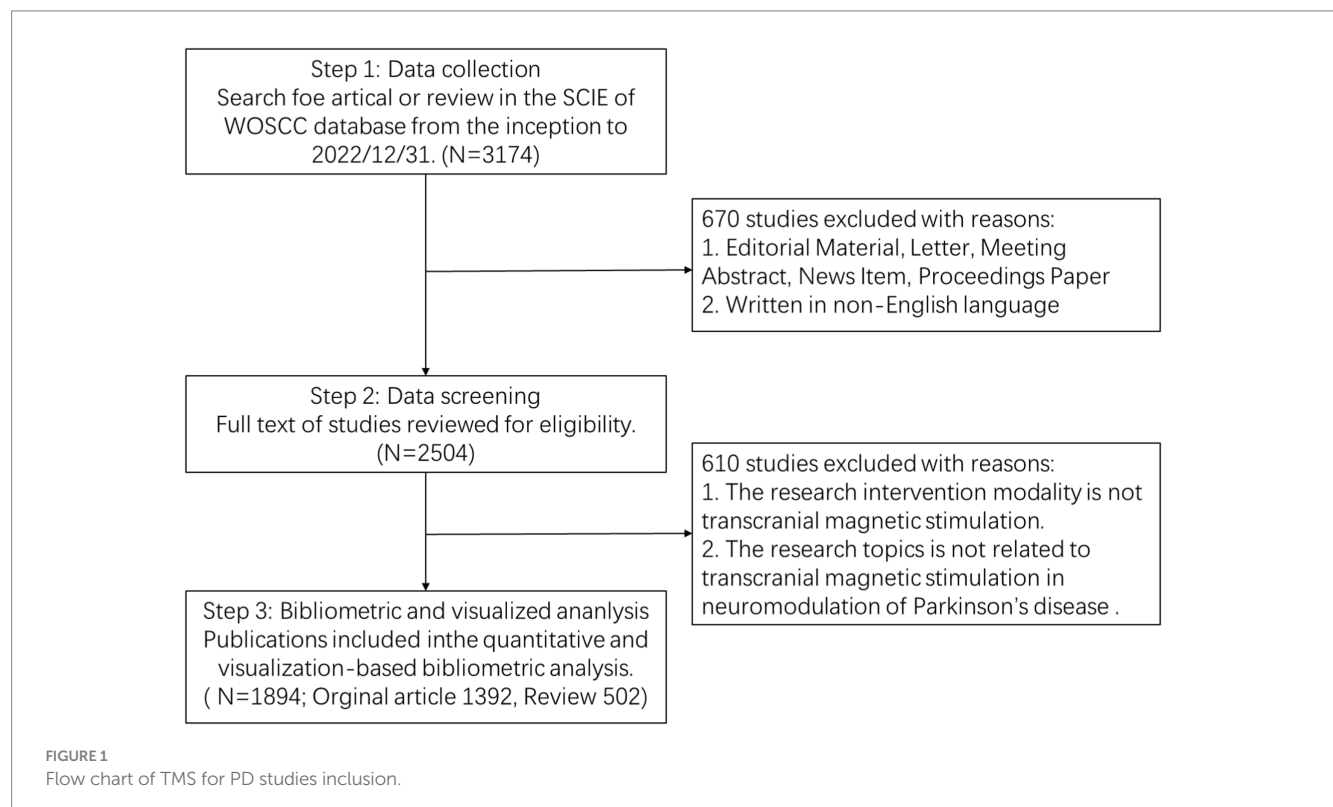 Step 1: Data collection
Search foe artical or review in the SCIE of
WOSCC database from the inception to
2022/12/31. (N=3174)
670 studies excluded with reasons:
1. Editorial Material, Letter, Meeting
Abstract, News Item, Proceedings Paper
2. Written in non-English language
Step 2: Data screening
Full text of studies reviewed for eligibility.
(N=2504)
610 studies excluded with reasons:
1. The research intervention modality is not
transcranial magnetic stimulation.
2. The research topics is not related to
transcranial magnetic stimulation in
neuromodulation of Parkinson's disease .
Step 3: Bibliometric and visualized ananlysis
Publications included inthe quantitative and
visualization-based bibliometric analysis.
( N=1894; Orginal article 1392, Review 502)
FIGURE 1
Flow chart of TMS for PD studies inclusion.